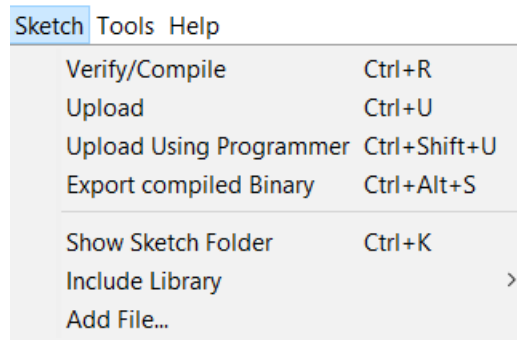 Sketch Tools Help
Verify/Compile Ctrl+R
Upload Ctrl+U
Upload Using Programmer Ctrl+Shift+U
Export compiled Binary Ctrl+Alt+S
Show Sketch Folder Ctrl+K
Include Library
Add File...